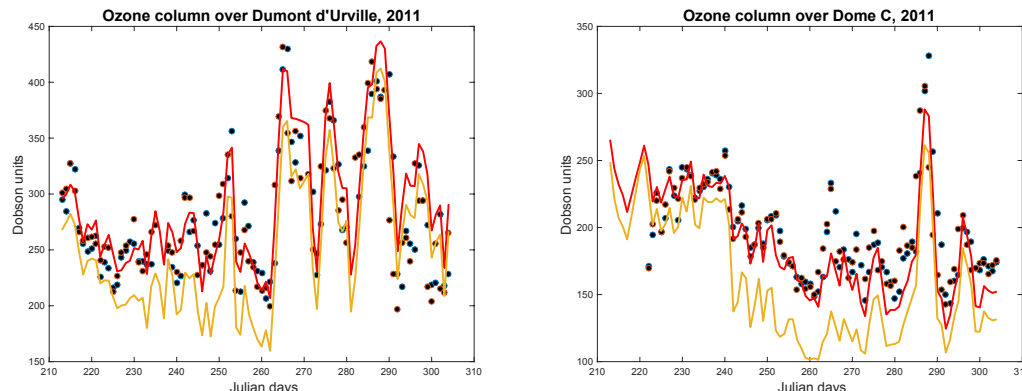 Ozone column over Dumont d'Urville, 2011
450
400
350
300
250
200
150
Dobson units
210 220 230 240 250 260 270 280 290 300 310
Julian days
Ozone column over Dome C, 2011
350
300
250
200
150
100
Dobson units
210 220 230 240 250 260 270 280 290 300 31
Julian days